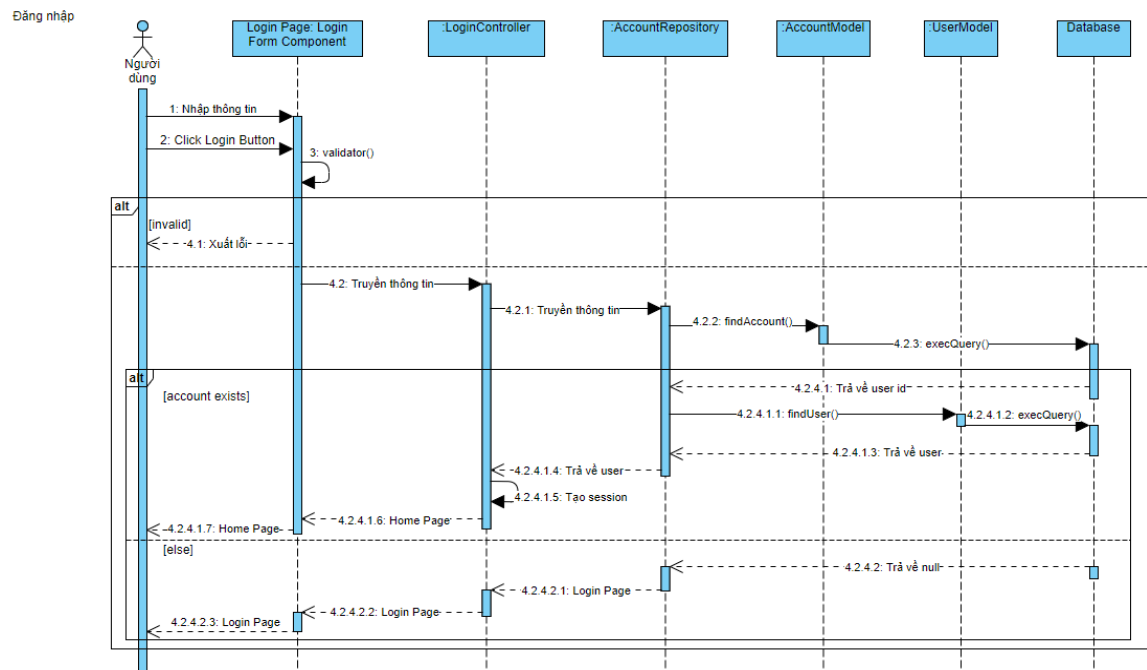 Đăng nhập
Login Page: Login
Form Component
:LoginController
:AccountRepository
:AccountModel
:UserModel
Database
Người
dùng
1: Nhập thông tin
2: Click Login Button
3: validator()
alt
[invalid]
4.1: Xuất lỗi
4.2: Truyền thông tin
4.2.1: Truyền thông tin
4.2.2: findAccount()
4.2.3: execQuery()
alt
[account exists]
4.2.4.1: Trả về user id
4.2.4.1.1: findUser()
4.2.4.1.2: execQuery()
4.2.4.1.3: Trả về user
4.2.4.1.4: Trả về user
4.2.4.1.5: Tạo session
4.2.4.1.6: Home Page
4.2.4.1.7: Home Page
[else]
4.2.4.2: Trả về null
4.2.4.2.1: Login Page
4.2.4.2.2: Login Page
4.2.4.2.3: Login Page